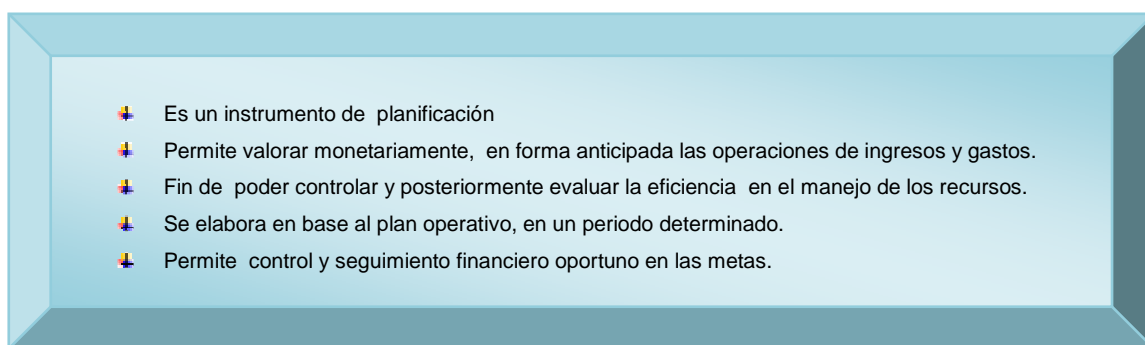 Es un instrumento de planificación
Permite valorar monetariamente, en forma anticipada las operaciones de ingresos y gastos.
Fin de poder controlar y posteriormente evaluar la eficiencia en el manejo de los recursos.
Se elabora en base al plan operativo, en un periodo determinado.
Permite control y seguimiento financiero oportuno en las metas.